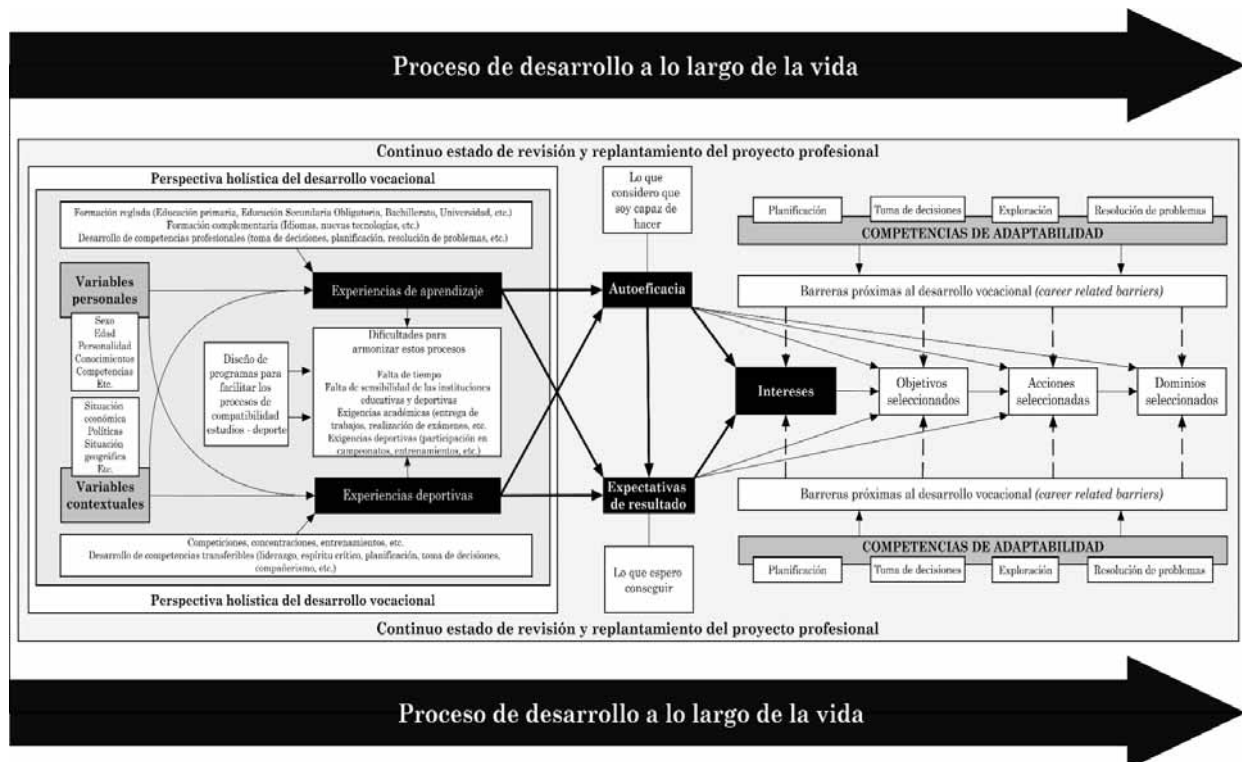 Proceso de desarrollo a lo largo de la vida
Continuo estado de revisión y replantamiento del proyecto profesional
Perspectiva holística del desarrollo vocacional
Formación reglada (Educación primaria, Educación Secundaria Obligatoria, Bachillerato, Universidad, etc.)
Formación complementaria (Idiomas, nuevas tecnologías, etc.)
Desarrollo de competencias profesionales (toma de decisiones, planificación, resolución de problemas, etc.)
Variables
personales
Sexo
Edad
Personalidad
Conocimientos
Competencias
Etc.
Situación
económica
Políticas
Situación
geográfica
Etc.
Variables
contextuales
Experiencias de aprendizaje
Diseño de
programas para
facilitar los
procesos de
compatibilidad
estudios - deporte
Dificultades para
armonizar estos procesos
Falta de tiempo
Falta de sensibilidad de las instituciones
educativas y deportivas
Exigencias académicas (entrega de
trabajos, realización de exámenes, etc.
Exigencias deportivas (participación en
campeonatos, entrenamientos, etc.)
Experiencias deportivas
Competiciones, concentraciones, entrenamientos, etc.
Desarrollo de competencias transferibles (liderazgo, espíritu crítico, planificación, toma de decisiones,
compañerismo, etc.)
Perspectiva holística del desarrollo vocacional
Lo que
considero que
soy capaz de
hacer
Autoeficacia
Expectativas
de resultado
Lo que espero
conseguir
Planificación
Toma de decisiones
Exploración
Resolución de problemas
COMPETENCIAS DE ADAPTABILIDAD
Barreras próximas al desarrollo vocacional (career related barriers)
Intereses
Objetivos
seleccionados
Acciones
seleccionadas
Dominios
seleccionados
Barreras próximas al desarrollo vocacional (career related barriers)
COMPETENCIAS DE ADAPTABILIDAD
Planificación
Toma de decisiones
Exploración
Resolución de problemas
Continuo estado de revisión y replantamiento del proyecto profesional
Proceso de desarrollo a lo largo de la vida